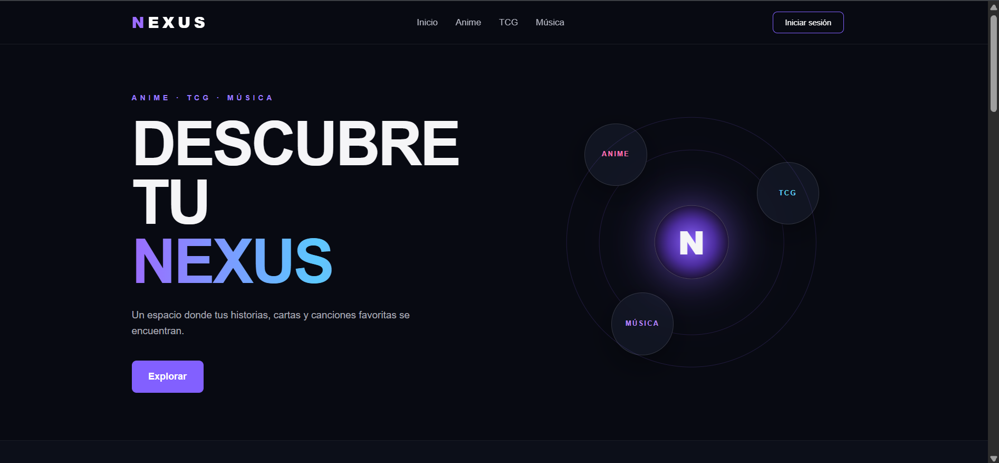 NEXUS
Inicio Anime TCG Música
Iniciar sesión
ANIME · TCG · MÚSICA
DESCUBRE
TU
NEXUS
Un espacio donde tus historias, cartas y canciones favoritas se
encuentran.
Explorar
ANIME
TCG
N
MÚSICA